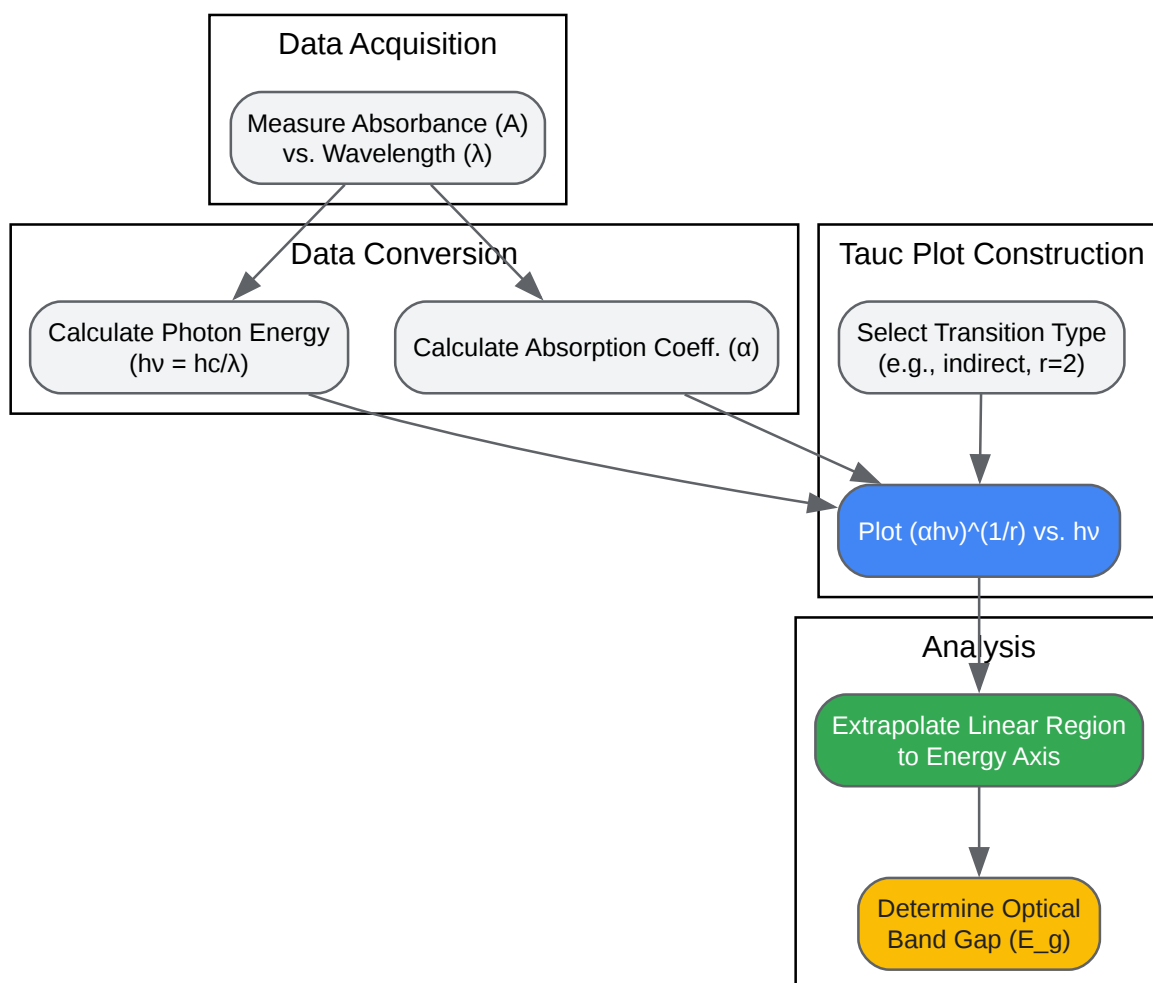 Data Acquisition
Measure Absorbance (A)
vs. Wavelength (λ)
Data Conversion
Calculate Photon Energy
(hν = hc/λ)
Calculate Absorption Coeff. (α)
Tauc Plot Construction
Select Transition Type
(e.g., indirect, r=2)
Plot (αhν)^(1/r) vs. hν
Analysis
Extrapolate Linear Region
to Energy Axis
Determine Optical
Band Gap (E_g)